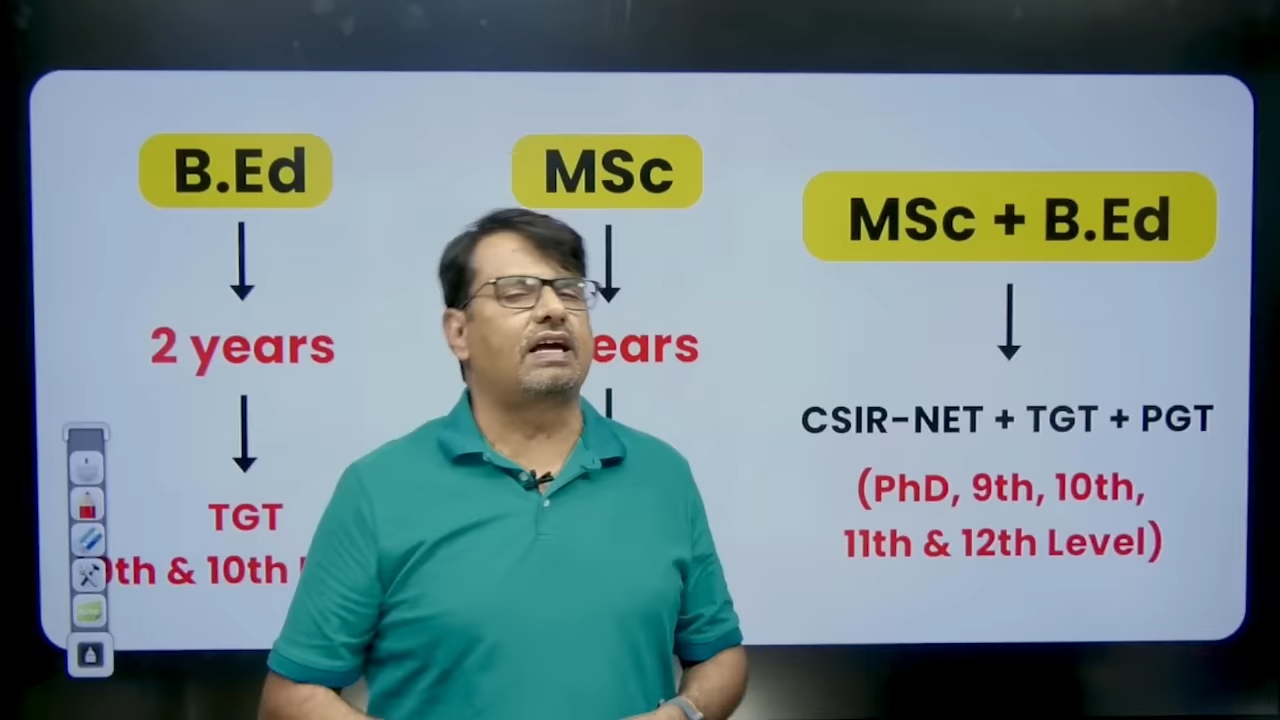 B.Ed
2 years
TGT
& 10th
MSc
MSc + B.Ed
CSIR-NET + TGT + PGT
(PhD, 9th, 10th,
11th & 12th Level)